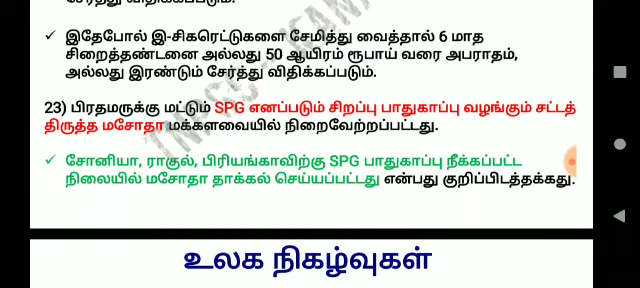 சேர்த்து விதிக்கப்படும்.
✓ இதேபோல் இ-சிகரெட்டுகளை சேமித்து வைத்தால் 6 மாத
சிறைத்தண்டனை அல்லது 50 ஆயிரம் ரூபாய் வரை அபராதம்,
அல்லது இரண்டும் சேர்த்து விதிக்கப்படும்.
23) பிரதமருக்கு மட்டும் SPG எனப்படும் சிறப்பு பாதுகாப்பு வழங்கும் சட்டத்
திருத்த மசோதா மக்களவையில் நிறைவேற்றப்பட்டது.
✓ சோனியா, ராகுல், பிரியங்காவிற்கு SPG பாதுகாப்பு நீக்கப்பட்ட
நிலையில் மசோதா தாக்கல் செய்யப்பட்டது என்பது குறிப்பிடத்தக்கது.
உலக நிகழ்வுகள்